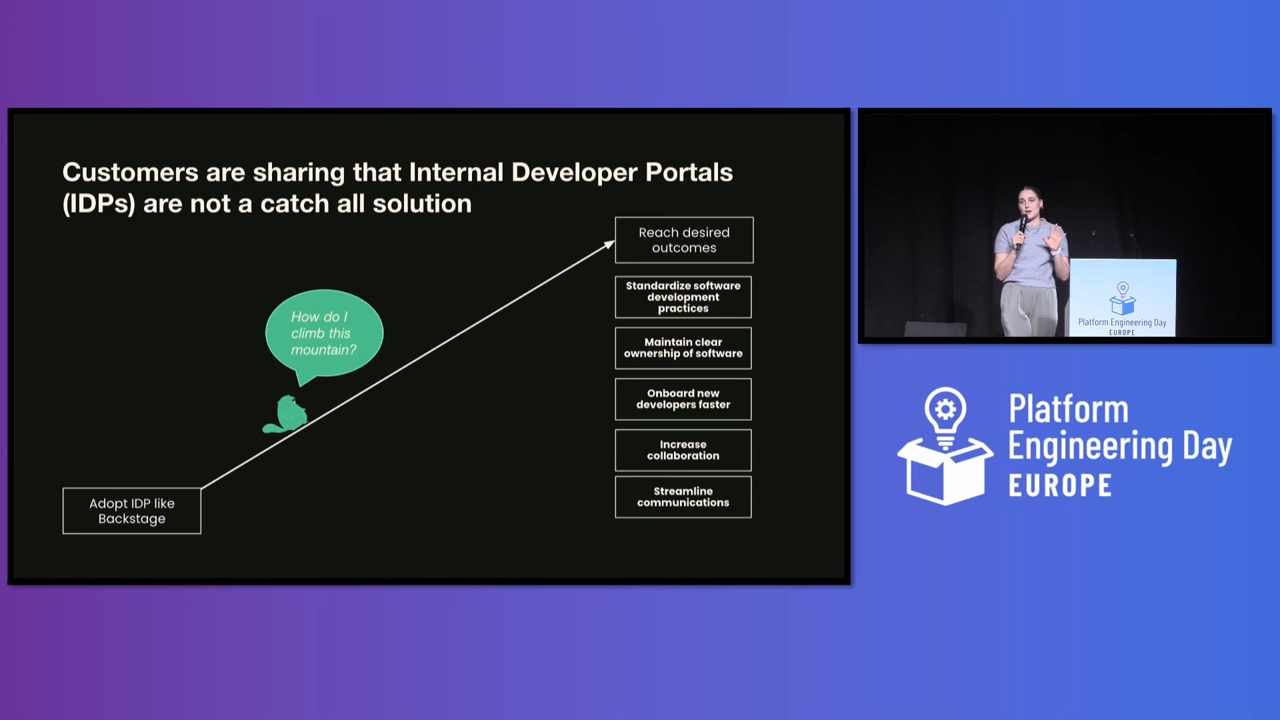 Customers are sharing that Internal Developer Portals
(IDPs) are not a catch all solution
Reach desired
outcomes
Standardize software
development
practices
Maintain clear
ownership of software
Onboard new
developers faster
Increase
collaboration
Streamline
communications
How do I
climb this
mountain?
Adopt IDP like
Backstage
Platform Engineering Day
EUROPE
Platform
Engineering Day
EUROPE